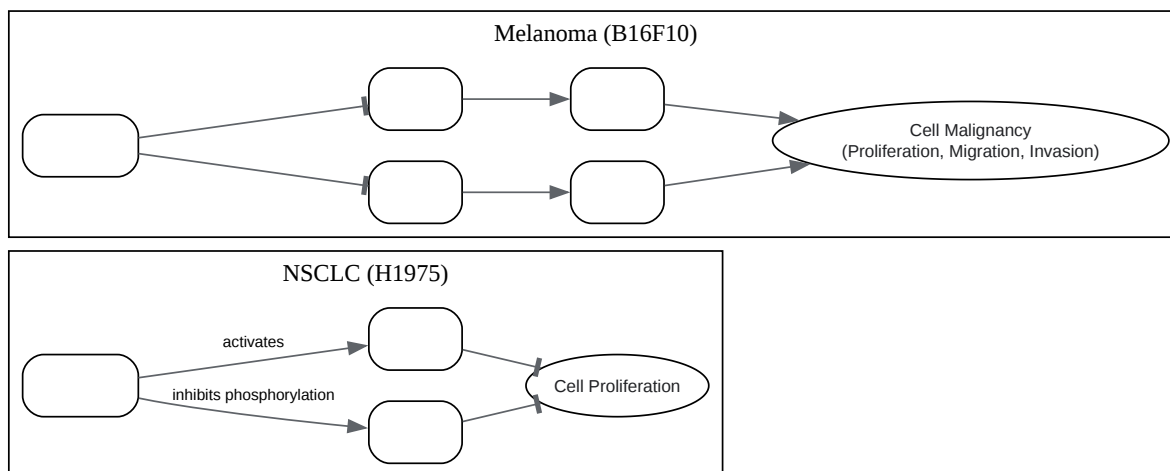 Melanoma (B16F10)
Cell Malignancy
(Proliferation, Migration, Invasion)
NSCLC (H1975)
activates
inhibits phosphorylation
Cell Proliferation